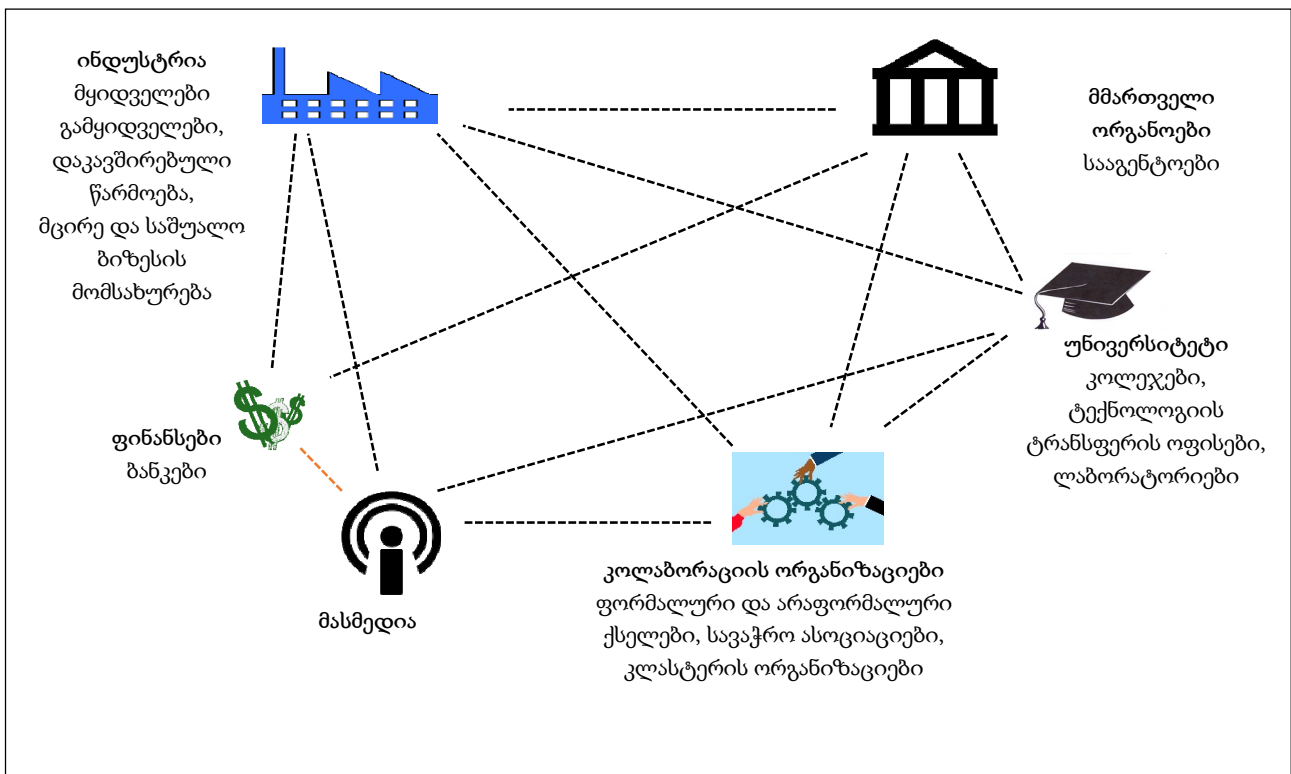 ინდუსტრია
მყიდველები
გამყიდველები,
დაკავშირებული
წარმოება,
მცირე და საშუალო
ბიზესის
მომსახურება
მმართველი
ორგანოები
სააგენტოები
უნივერსიტეტი
კოლეჯები,
ტექნოლოგიის
ტრანსფერის ოფისები,
ლაბორატორიები
ფინანსები
ბანკები
მასმედია
კოლაბორაციის ორგანიზაციები
ფორმალური და არაფორმალური
ქსელები, სავაჭრო ასოციაციები,
კლასტერის ორგანიზაციები